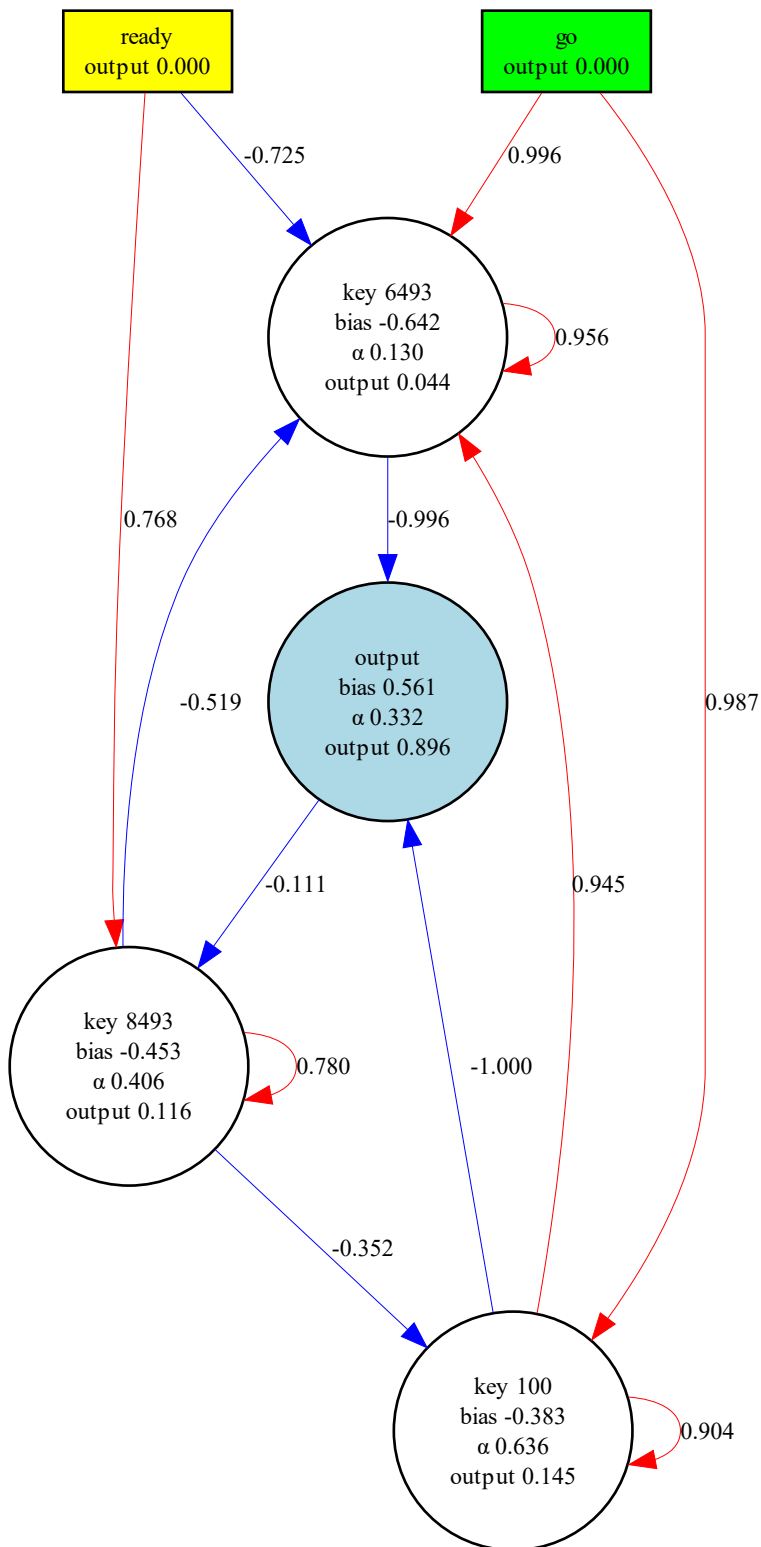 ready
output 0.000
go
output 0.000
-0.725
0.996
key 6493
bias -0.642
α 0.130
output 0.044
0.956
0.768
-0.996
-0.519
output
bias 0.561
α 0.332
output 0.896
0.987
-0.111
0.945
key 8493
bias -0.453
α 0.406
output 0.116
0.780
-1.000
-0.352
key 100
bias -0.383
α 0.636
output 0.145
0.904